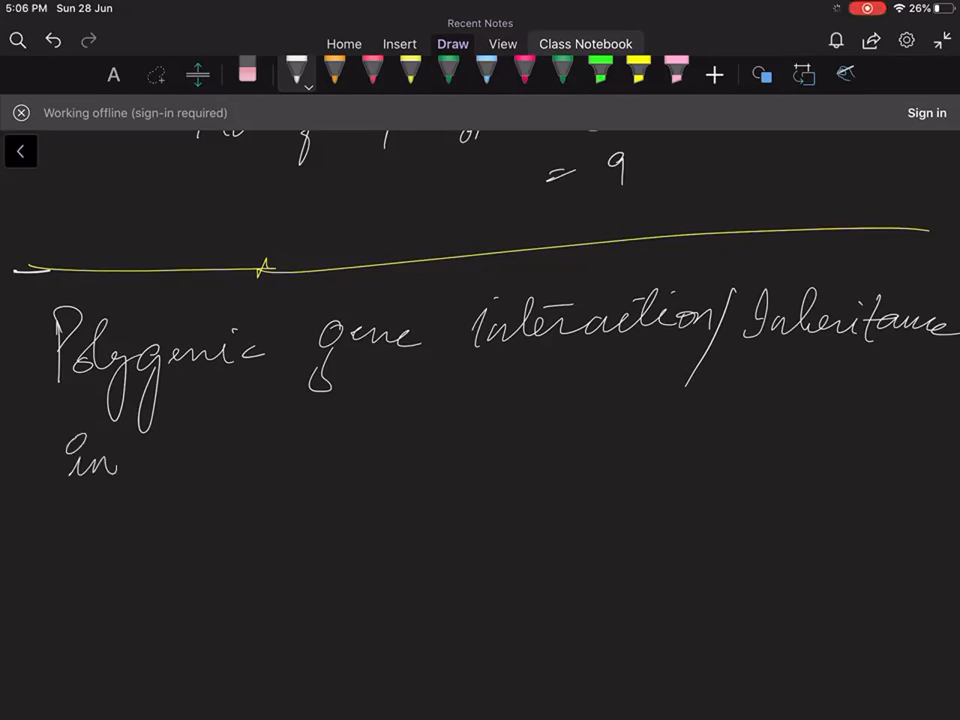 5:06 PM Sun 28 Jun
26%
Recent Notes
Home Insert Draw View Class Notebook
A
Working offline (sign-in required) Sign in
= 9
Polygenic gene interaction/Inheritance
in